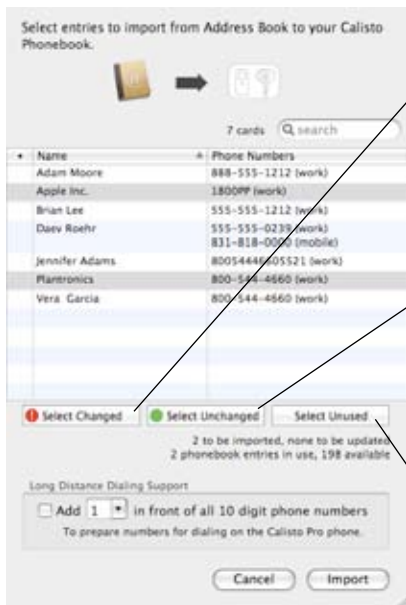 Select entries to import from Address Book to your Calisto
Phonebook.
7 cards search
Name Phone Numbers
Adam Moore 888-555-1212 (work)
Apple Inc. 1800PP (work)
Brian Lee 555-555-1212 (work)
Daev Roehr 555-555-0239 (work)
831-818-0000 (mobile)
Jennifer Adams 80054446605521 (work)
Plantronics 800-544-4660 (work)
Vera Garcia 800-544-4660 (work)
Select Changed Select Unchanged Select Unused
2 to be imported, none to be updated
2 phonebook entries in use, 198 available
Long Distance Dialing Support
Add 1 in front of all 10 digit phone numbers
To prepare numbers for dialing on the Calisto Pro phone.
Cancel Import